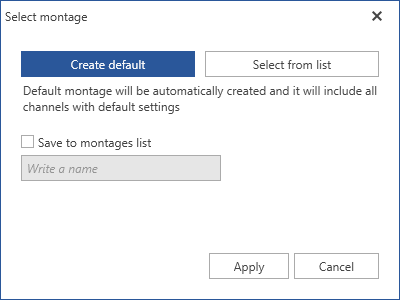 Select montage
Create default
Select from list
Default montage will be automatically created and it will include all
channels with default settings
Save to montages list
Write a name
Apply
Cancel